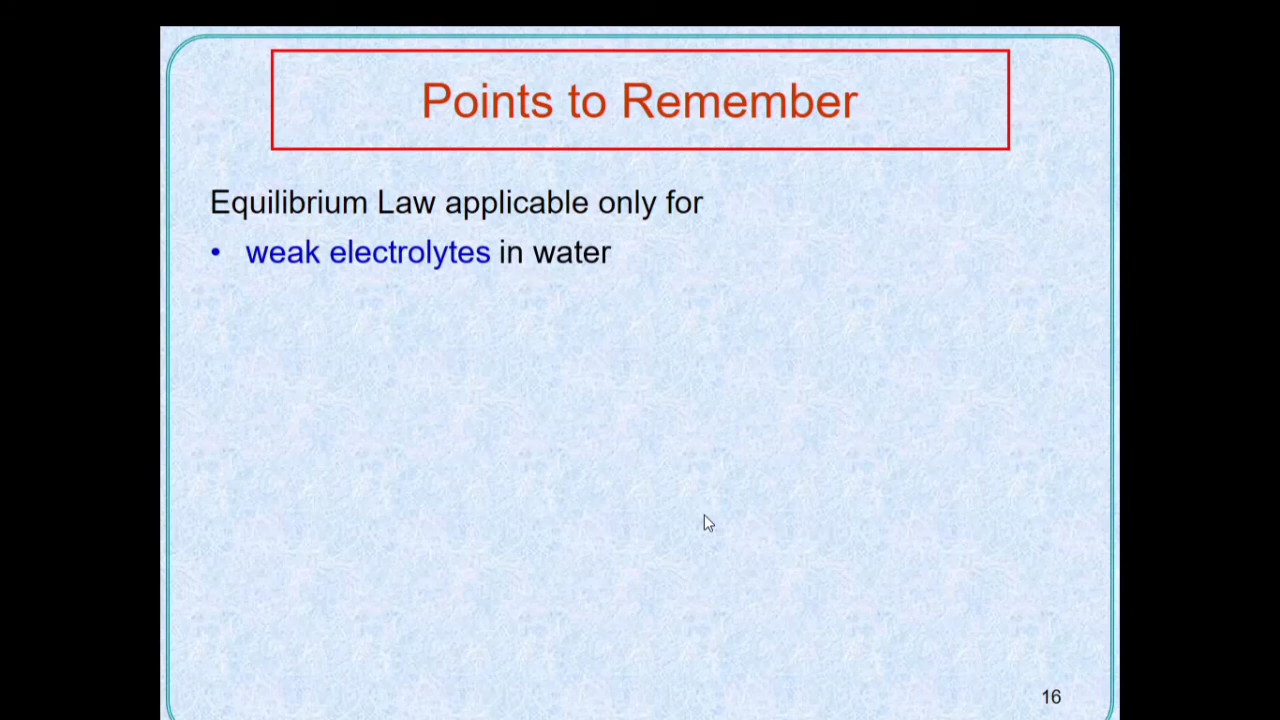 Points to Remember
Equilibrium Law applicable only for
• weak electrolytes in water
16